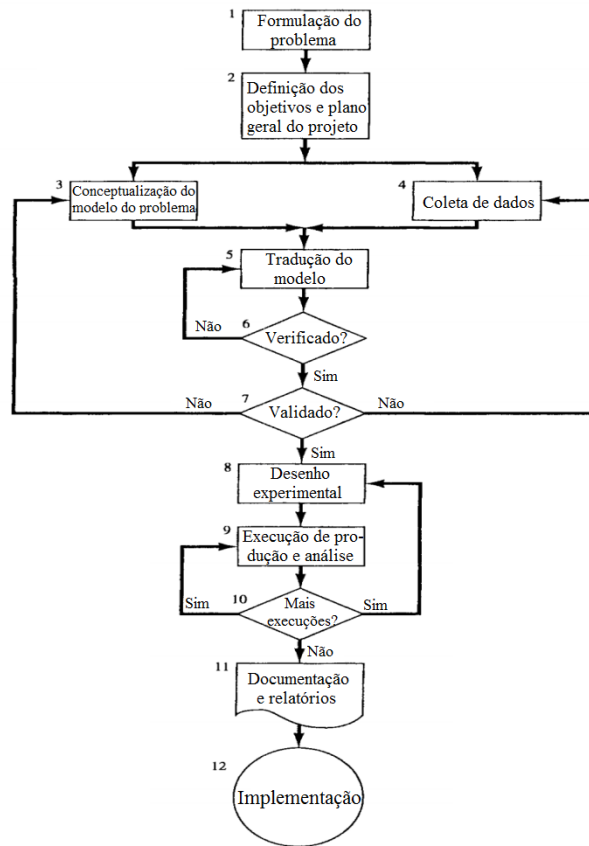 1
Formulação do
problema
2
Definição dos
objetivos e plano
geral do projeto
3
Conceptualização do
modelo do problema
4
Coleta de dados
5
Tradução do
modelo
6
Não
Verificado?
Sim
7
Não
Validado?
Não
Sim
8
Desenho
experimental
9
Execução de pro-
dução e análise
10
Sim
Mais
execuções?
Sim
Não
11
Documentação
e relatórios
12
Implementação